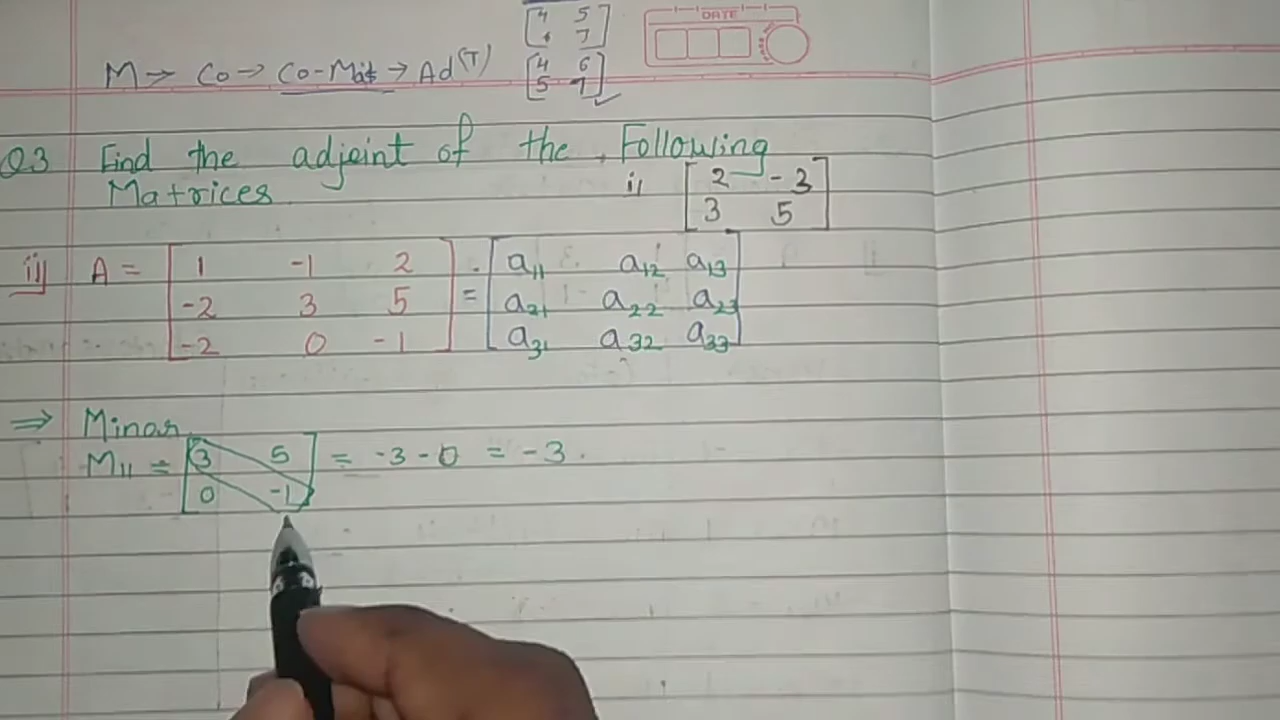 DATE
4 5
7
M → Co → Co-Mat → Ad(T)
4 6
5 7
Q3 Find the adjoint of the Following
Matrices
i) [2 -3
3 5]
ii) A = [1 -1 2
-2 3 5
-2 0 -1]
= [a11 a12 a13
a21 a22 a23
a31 a32 a33]
⇒ Minar
M11 = [3 5
0 -1] = -3 - 0 = -3.